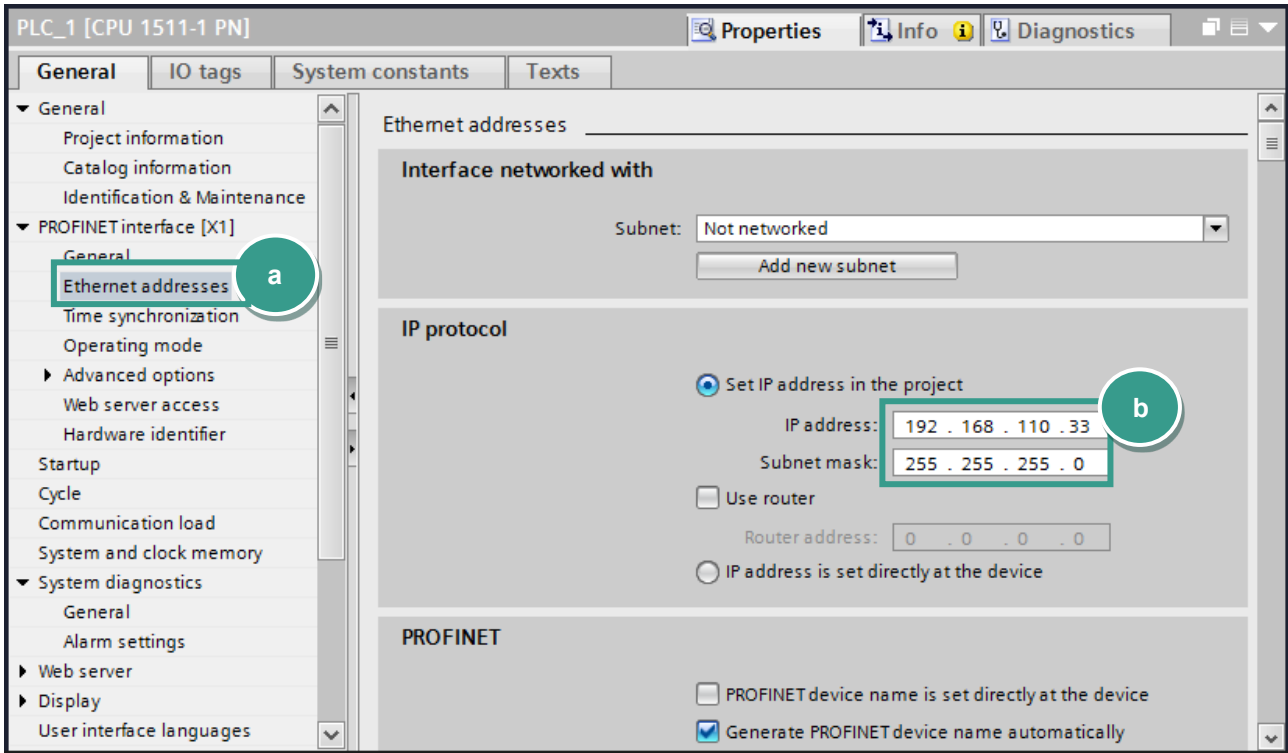 PLC_1 [CPU 1511-1 PN]
Properties
Info
Diagnostics
General
IO tags
System constants
Texts
General
Project information
Catalog information
Identification & Maintenance
PROFINET interface [X1]
General
Ethernet addresses
a
Time synchronization
Operating mode
Advanced options
Web server access
Hardware identifier
Startup
Cycle
Communication load
System and clock memory
System diagnostics
General
Alarm settings
Web server
Display
User interface languages
Ethernet addresses
Interface networked with
Subnet: Not networked
Add new subnet
IP protocol
Set IP address in the project
IP address: 192 . 168 . 110 .33
b
Subnet mask: 255 . 255 . 255 . 0
Use router
Router address: 0 . 0 . 0 . 0
IP address is set directly at the device
PROFINET
PROFINET device name is set directly at the device
Generate PROFINET device name automatically